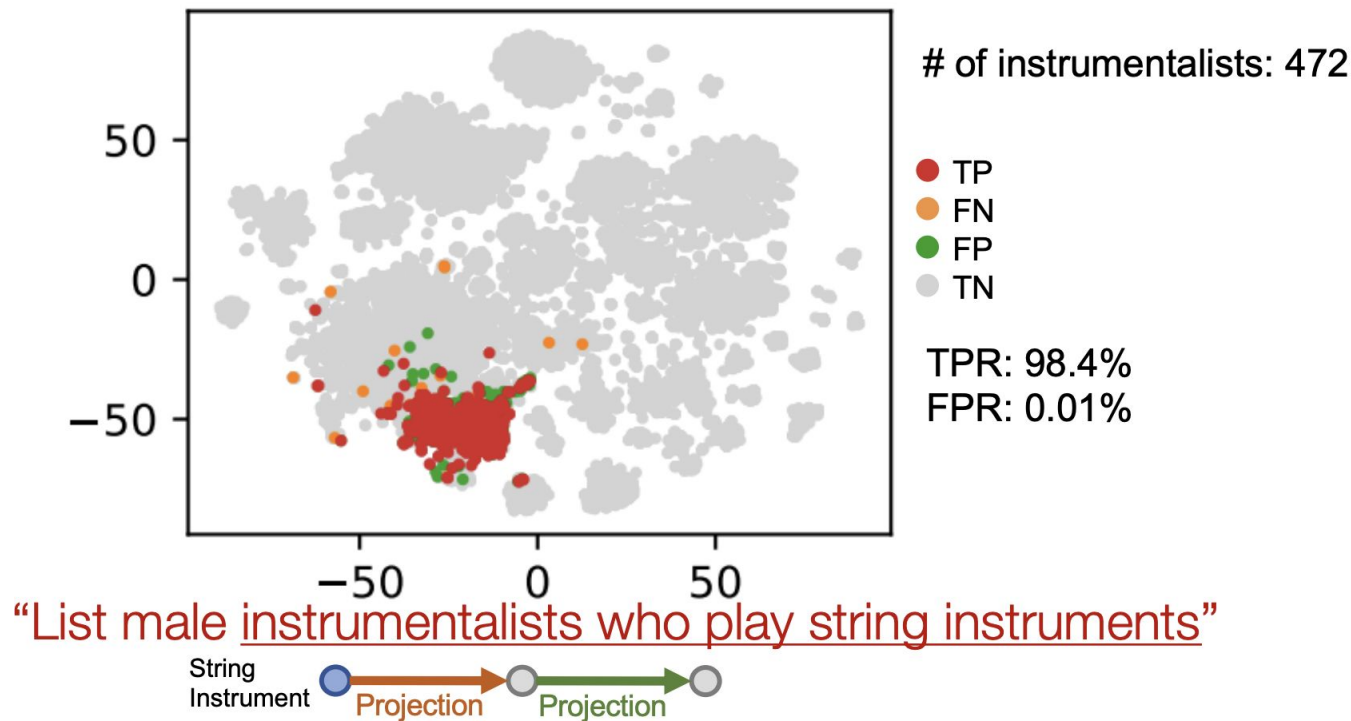 # of instrumentalists: 472
50
0
−50
TP
FN
FP
TN
TPR: 98.4%
FPR: 0.01%
−50 0 50
“List male instrumentalists who play string instruments”
String
Instrument
Projection Projection